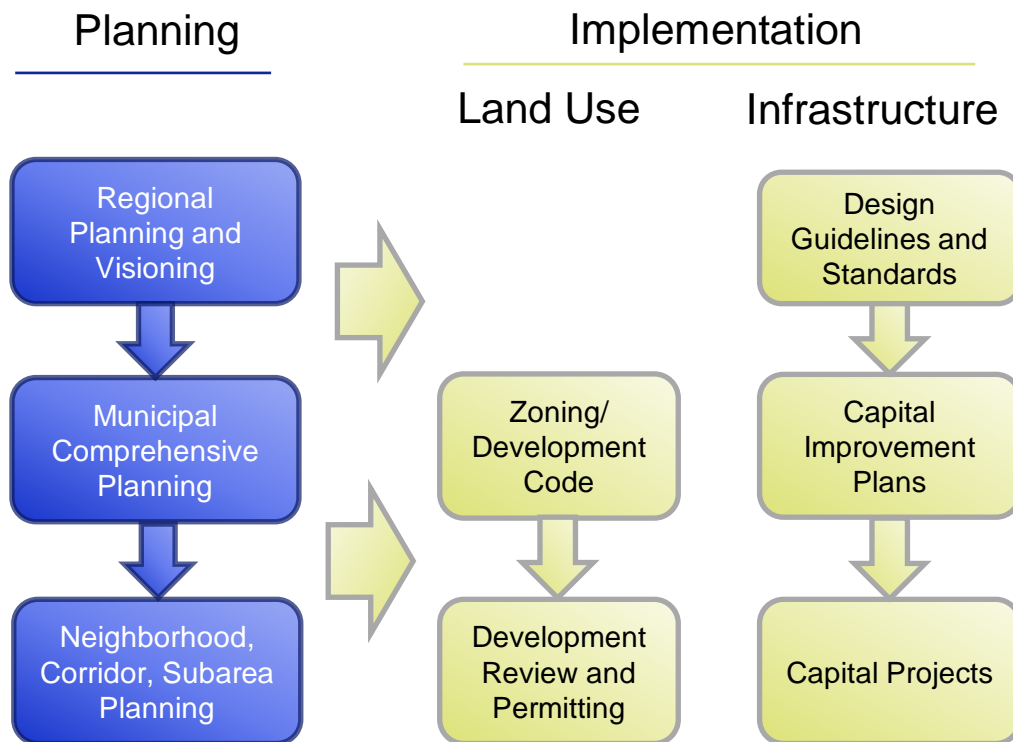 Planning
Implementation
Land Use
Infrastructure
Regional
Planning and
Visioning
Design
Guidelines and
Standards
Municipal
Comprehensive
Planning
Zoning/
Development
Code
Capital
Improvement
Plans
Neighborhood,
Corridor, Subarea
Planning
Development
Review and
Permitting
Capital Projects